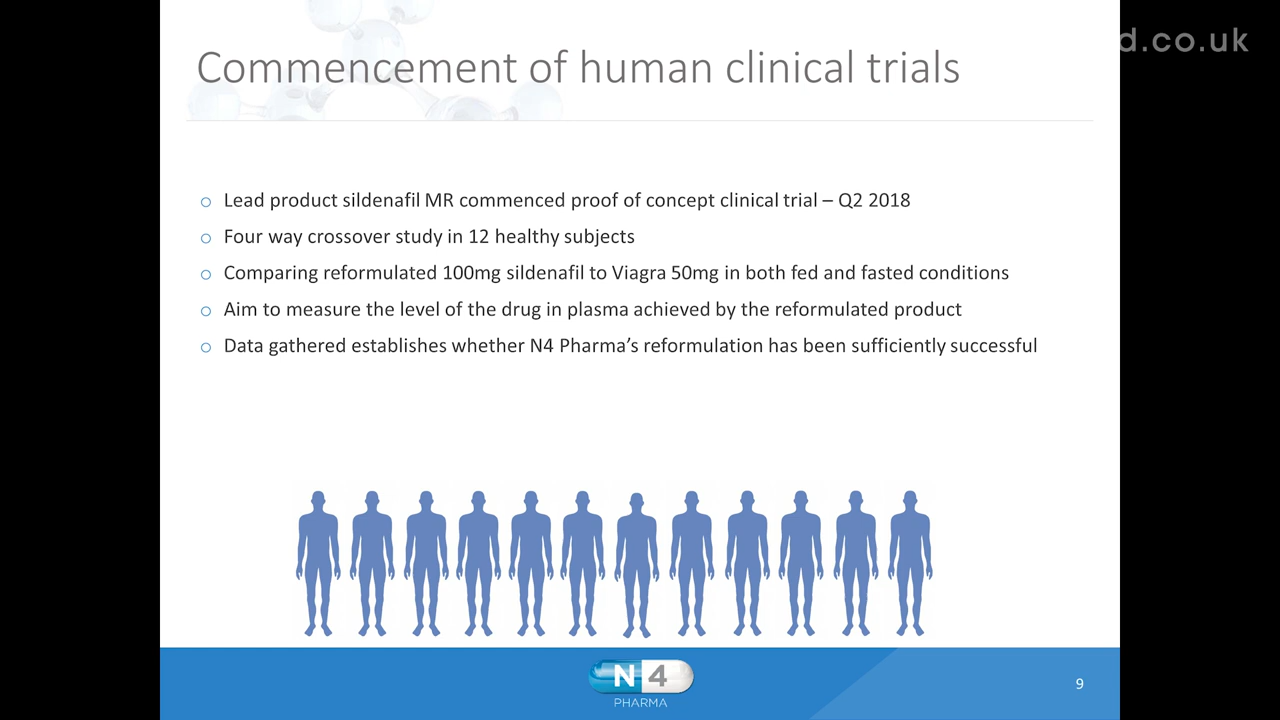 d.co.uk
Commencement of human clinical trials
o Lead product sildenafil MR commenced proof of concept clinical trial – Q2 2018
o Four way crossover study in 12 healthy subjects
o Comparing reformulated 100mg sildenafil to Viagra 50mg in both fed and fasted conditions
o Aim to measure the level of the drug in plasma achieved by the reformulated product
o Data gathered establishes whether N4 Pharma’s reformulation has been sufficiently successful
N4
PHARMA
9